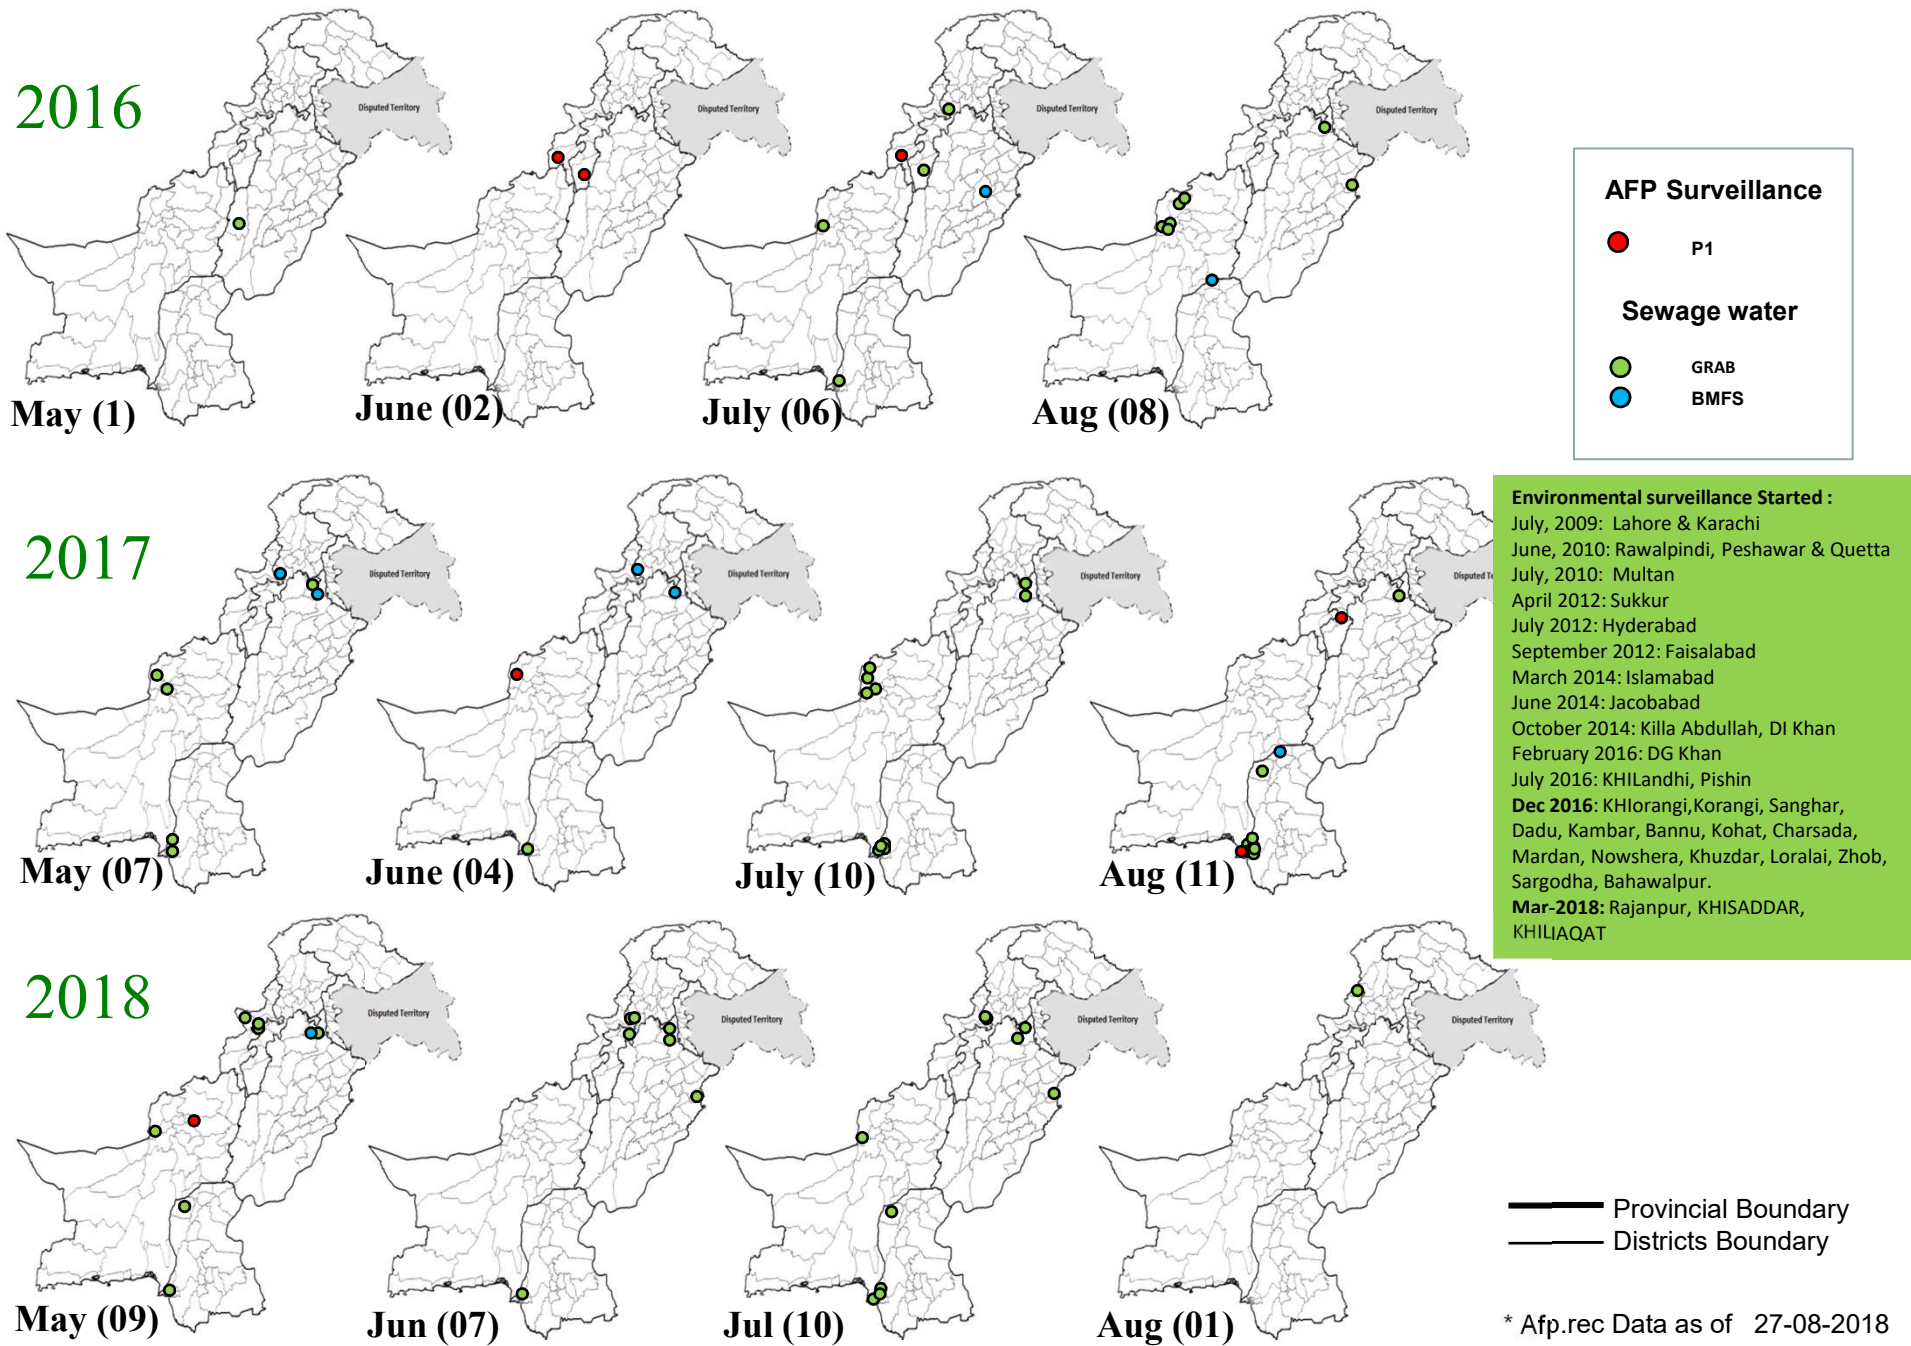 2016
Disputed Territory
Disputed Territory
Disputed Territory
Disputed Territory
May (1)
June (02)
July (06)
Aug (08)
AFP Surveillance
P1
Sewage water
GRAB
BMFS
2017
Disputed Territory
Disputed Territory
Disputed Territory
Disputed Te
May (07)
June (04)
July (10)
Aug (11)
Environmental surveillance Started :
July, 2009: Lahore & Karachi
June, 2010: Rawalpindi, Peshawar & Quetta
July, 2010: Multan
April 2012: Sukkur
July 2012: Hyderabad
September 2012: Faisalabad
March 2014: Islamabad
June 2014: Jacobabad
October 2014: Killa Abdullah, DI Khan
February 2016: DG Khan
July 2016: KHILandhi, Pishin
Dec 2016: KHIorangi,Korangi, Sanghar,
Dadu, Kambar, Bannu, Kohat, Charsada,
Mardan, Nowshera, Khuzdar, Loralai, Zhob,
Sargodha, Bahawalpur.
Mar-2018: Rajanpur, KHISADDAR,
KHILIAQAT
2018
Disputed Territory
Disputed Territory
Disputed Territory
Disputed Territory
May (09)
Jun (07)
Jul (10)
Aug (01)
Provincial Boundary
Districts Boundary
* Afp.rec Data as of 27-08-2018